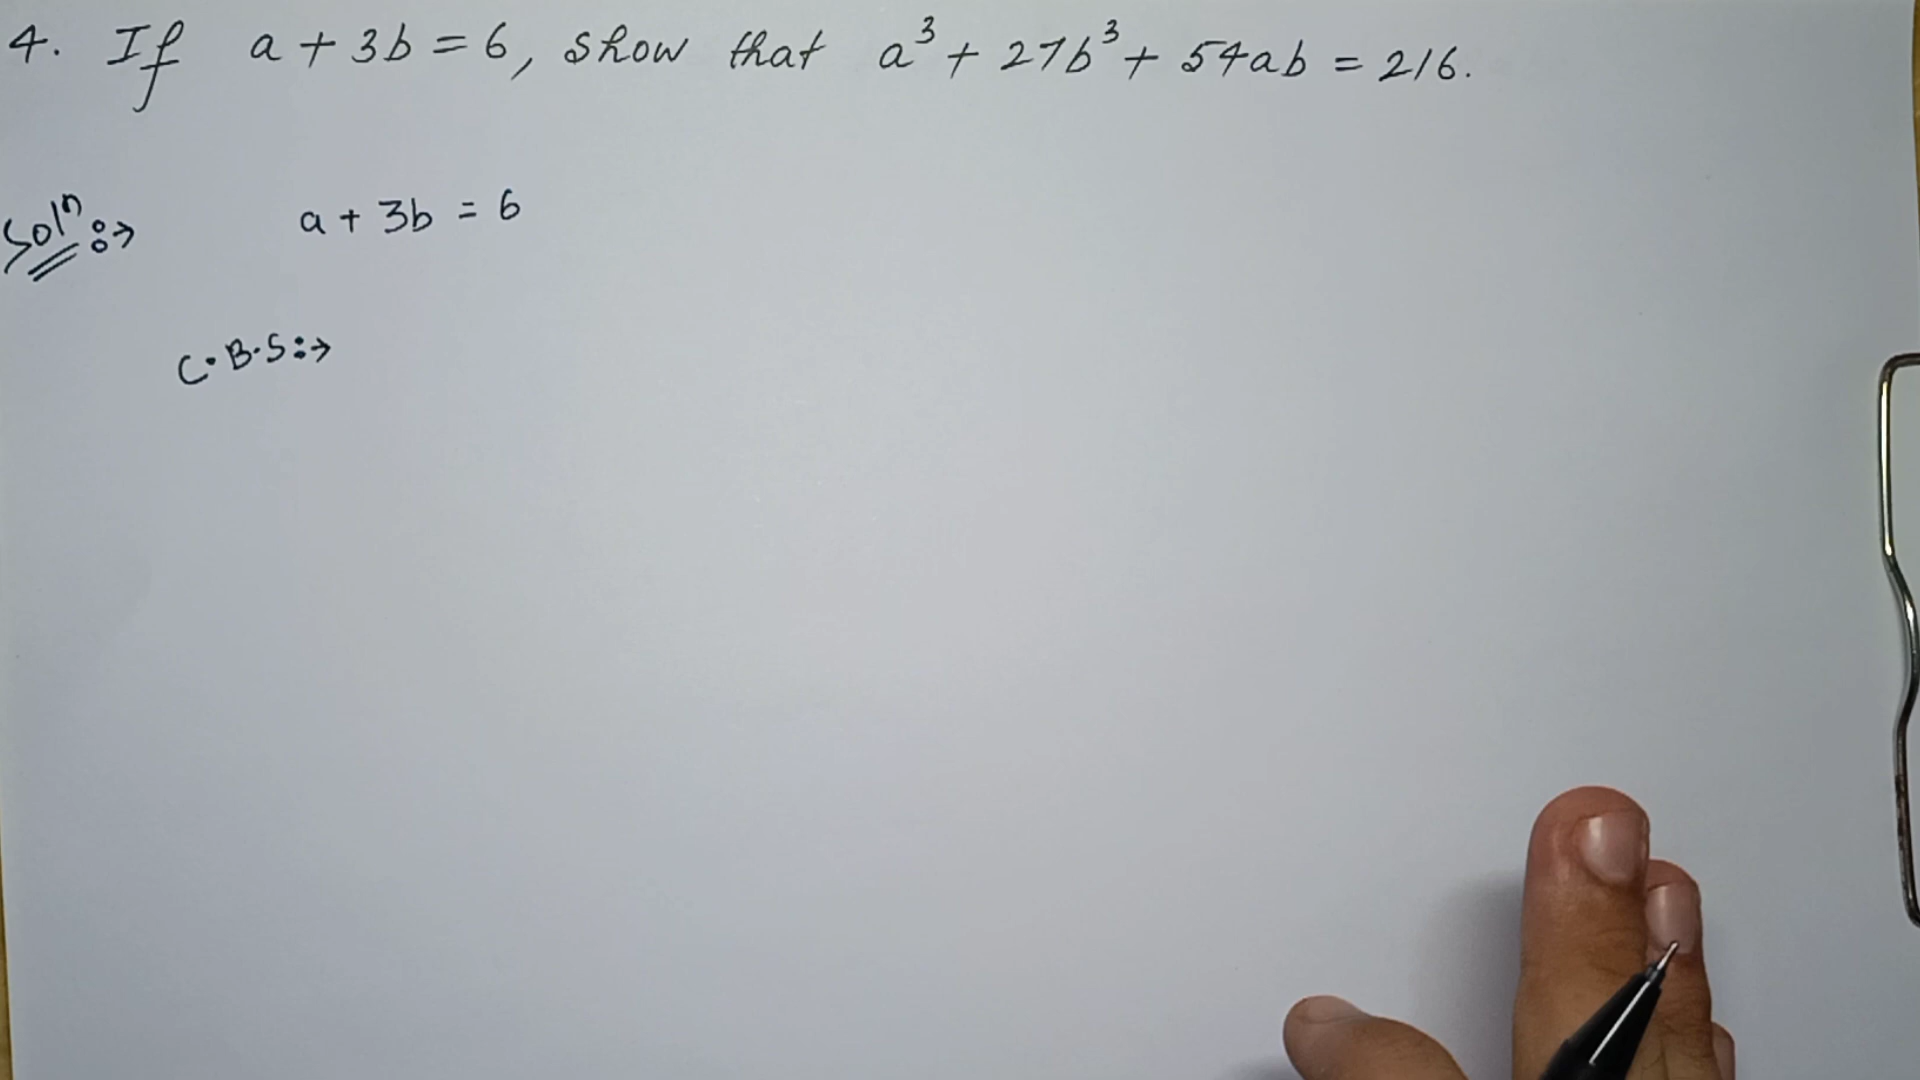 4. If a + 3b = 6, show that a³ + 27b³ + 54ab = 216.
Solⁿ :→ a + 3b = 6
C.B.S :→